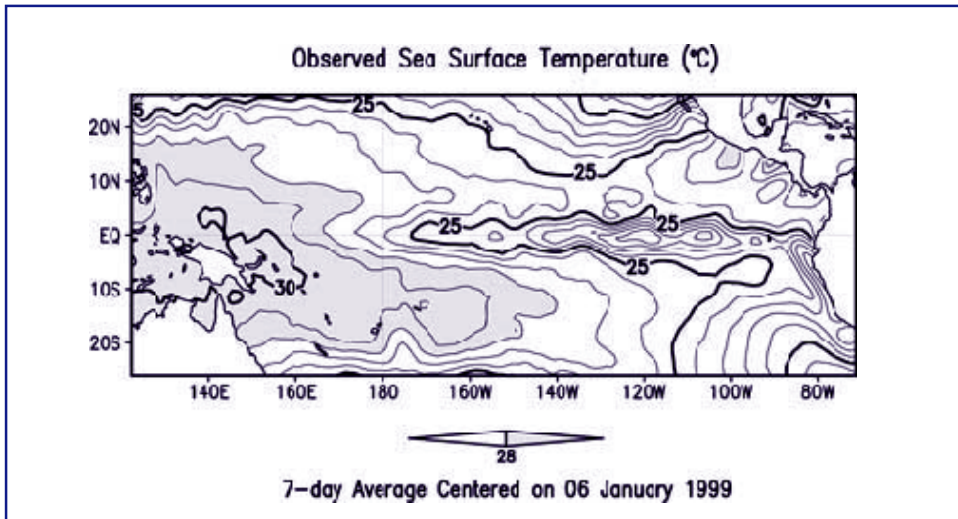 Observed Sea Surface Temperature (°C)
25
5
20N
25
10N
25
25
EQ
25
10S
30
20S
140E 160E 180 160W 140W 120W 100W 80W
28
7-day Average Centered on 06 January 1999